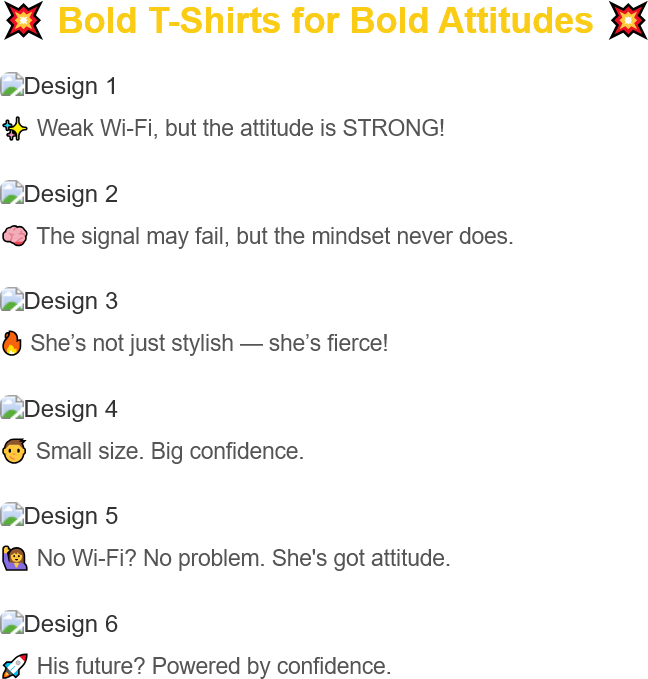 💥 Bold T-Shirts for Bold Attitudes 💥
Design 1
✨ Weak Wi-Fi, but the attitude is STRONG!
Design 2
🧠 The signal may fail, but the mindset never does.
Design 3
🔥 She’s not just stylish — she’s fierce!
Design 4
🧒 Small size. Big confidence.
Design 5
🙋‍♀️ No Wi-Fi? No problem. She's got attitude.
Design 6
🚀 His future? Powered by confidence.